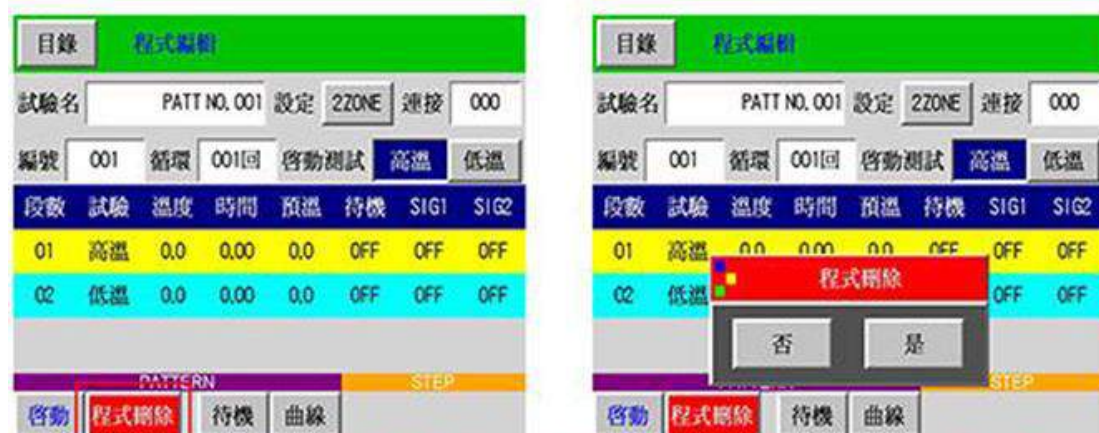 目錄 程式編輯
試驗名 PATT NO. 001 設定 2ZONE 連接 000
編號 001 循環 001回 啓動測試 高溫 低溫
段數 試驗 溫度 時間 預溫 待機 SIG1 SIG2
01 高溫 0.0 0.00 0.0 OFF OFF OFF
02 低溫 0.0 0.00 0.0 OFF OFF OFF
PATTERN STEP
啓動 程式刪除 待機 曲線
目錄 程式編輯
試驗名 PATT NO. 001 設定 2ZONE 連接 000
編號 001 循環 001回 啓動測試 高溫 低溫
段數 試驗 溫度 時間 預溫 待機 SIG1 SIG2
01 高溫 0.0 0.00 0.0 OFF OFF OFF
程式刪除
02 低溫 OFF OFF
否 是
STEP
啓動 程式刪除 待機 曲線